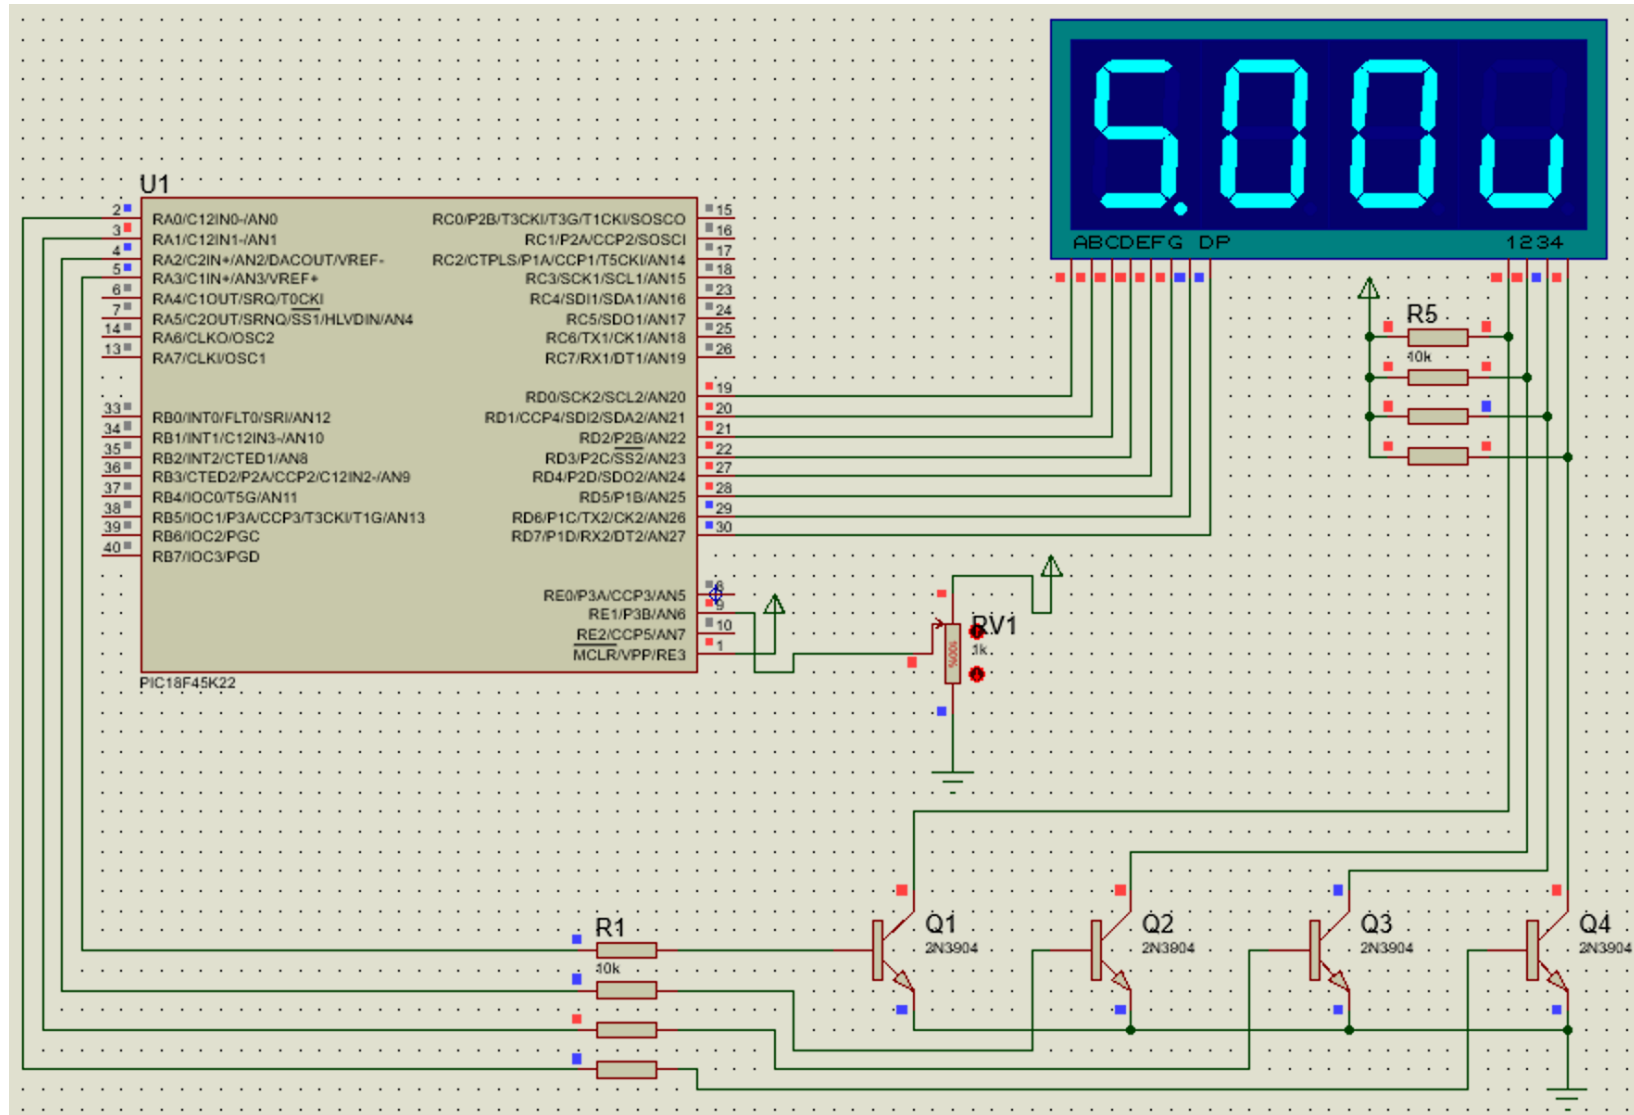 5.00u
ABCDEFG DP
1234
U1
2
RA0/C12IN0-/AN0
3
RA1/C12IN1-/AN1
4
RA2/C2IN+/AN2/DACOUT/VREF-
5
RA3/C1IN+/AN3/VREF+
6
RA4/C1OUT/SRQ/T0CKI
7
RA5/C2OUT/SRNQ/SS1/HLVDIN/AN4
14
RA6/CLKO/OSC2
13
RA7/CLKI/OSC1
33
RB0/INT0/FLT0/SRI/AN12
34
RB1/INT1/C12IN3-/AN10
35
RB2/INT2/CTED1/AN8
36
RB3/CTED2/P2A/CCP2/C12IN2-/AN9
37
RB4/IOC0/T5G/AN11
38
RB5/IOC1/P3A/CCP3/T3CKI/T1G/AN13
39
RB6/IOC2/PGC
40
RB7/IOC3/PGD
RC0/P2B/T3CKI/T3G/T1CKI/SOSCO
15
RC1/P2A/CCP2/SOSCI
16
RC2/CTPLS/P1A/CCP1/T5CKI/AN14
17
RC3/SCK1/SCL1/AN15
18
RC4/SDI1/SDA1/AN16
23
RC5/SDO1/AN17
24
RC6/TX1/CK1/AN18
25
RC7/RX1/DT1/AN19
26
RD0/SCK2/SCL2/AN20
19
RD1/CCP4/SDI2/SDA2/AN21
20
RD2/P2B/AN22
21
RD3/P2C/SS2/AN23
22
RD4/P2D/SDO2/AN24
27
RD5/P1B/AN25
28
RD6/P1C/TX2/CK2/AN26
29
RD7/P1D/RX2/DT2/AN27
30
RE0/P3A/CCP3/AN5
8
RE1/P3B/AN6
9
RE2/CCP5/AN7
10
MCLR/VPP/RE3
1
PIC18F45K22
R5
10k
RV1
1k
100%
R1
10k
Q1
2N3904
Q2
2N3904
Q3
2N3904
Q4
2N3904